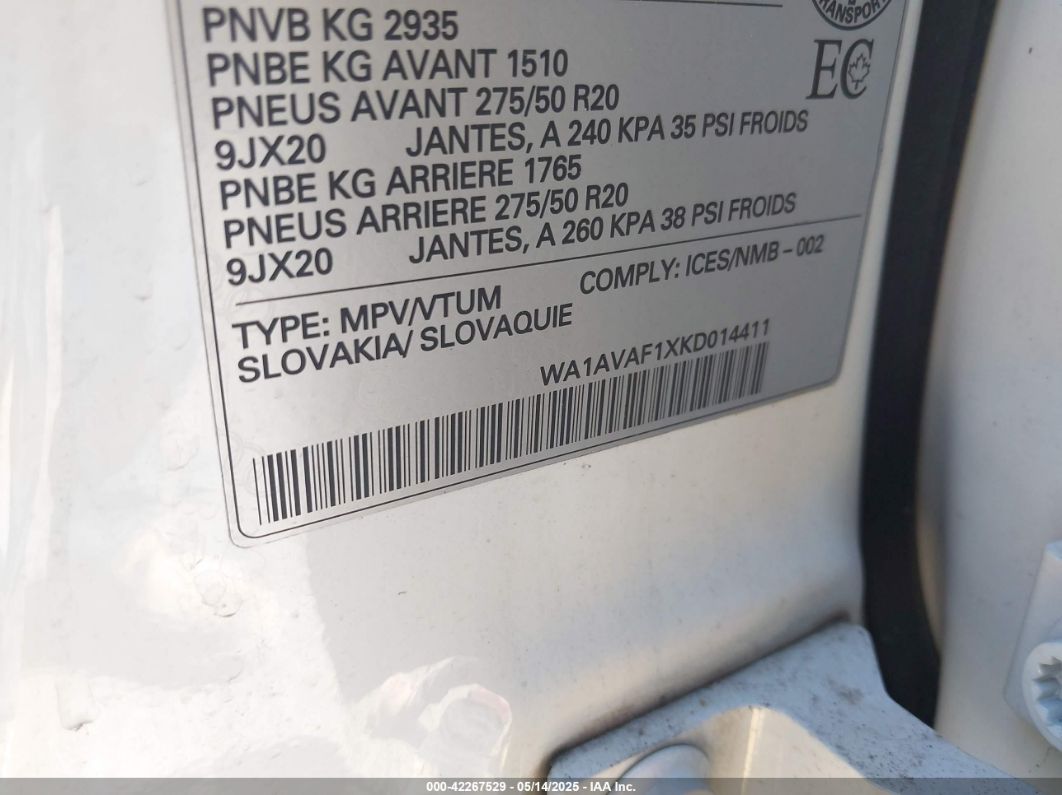 TRANSPORT
PNVB KG 2935
PNBE KG AVANT 1510
EC
PNEUS AVANT 275/50 R20
9JX20 JANTES, A 240 KPA 35 PSI FROIDS
PNBE KG ARRIERE 1765
PNEUS ARRIERE 275/50 R20
9JX20 JANTES, A 260 KPA 38 PSI FROIDS
TYPE: MPV/VTUM COMPLY: ICES/NMB - 002
SLOVAKIA/ SLOVAQUIE
WA1AVAF1XKD014411
000-42267529 - 05/14/2025 - IAA Inc.